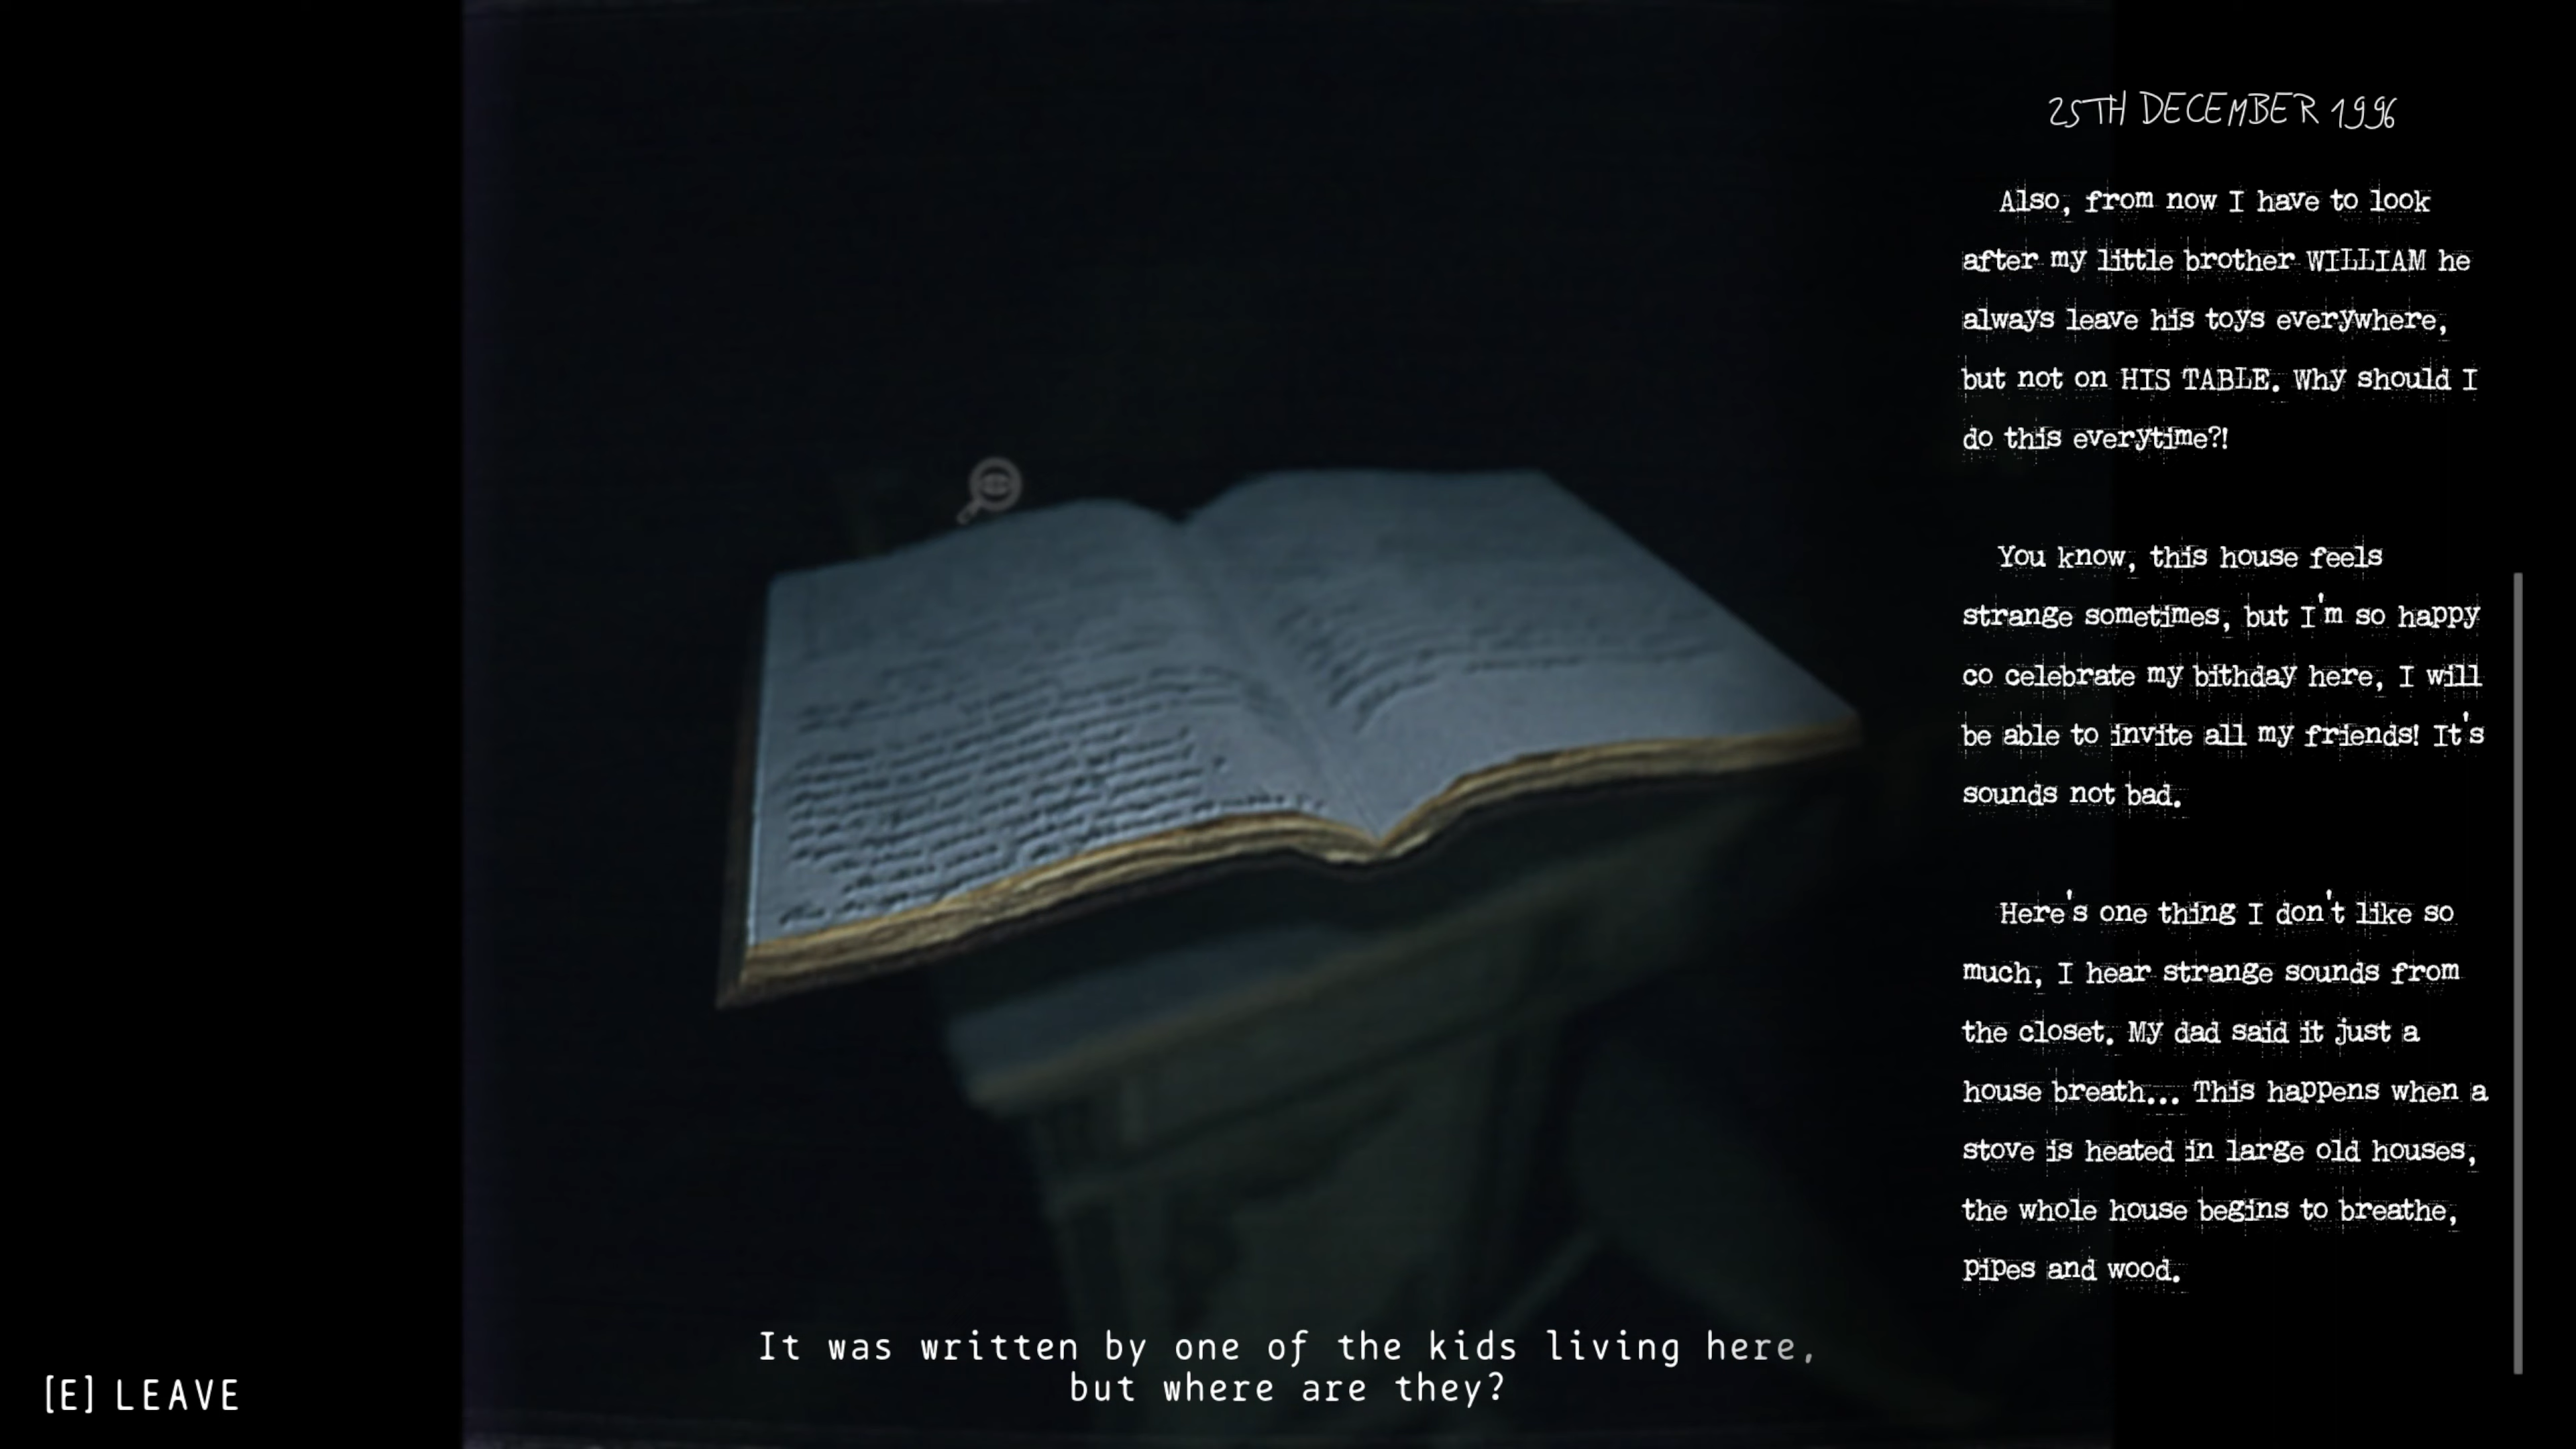 25TH DECEMBER 1996
Also, from now I have to look
after my little brother WILLIAM he
always leave his toys everywhere,
but not on HIS TABLE. Why should I
do this everytime?!
You know, this house feels
strange sometimes, but I'm so happy
co celebrate my bithday here, I will
be able to invite all my friends! It's
sounds not bad.
Here's one thing I don't like so
much, I hear strange sounds from
the closet. My dad said it just a
house breath... This happens when a
stove is heated in large old houses,
the whole house begins to breathe,
pipes and wood.
It was written by one of the kids living here,
but where are they?
[E] LEAVE